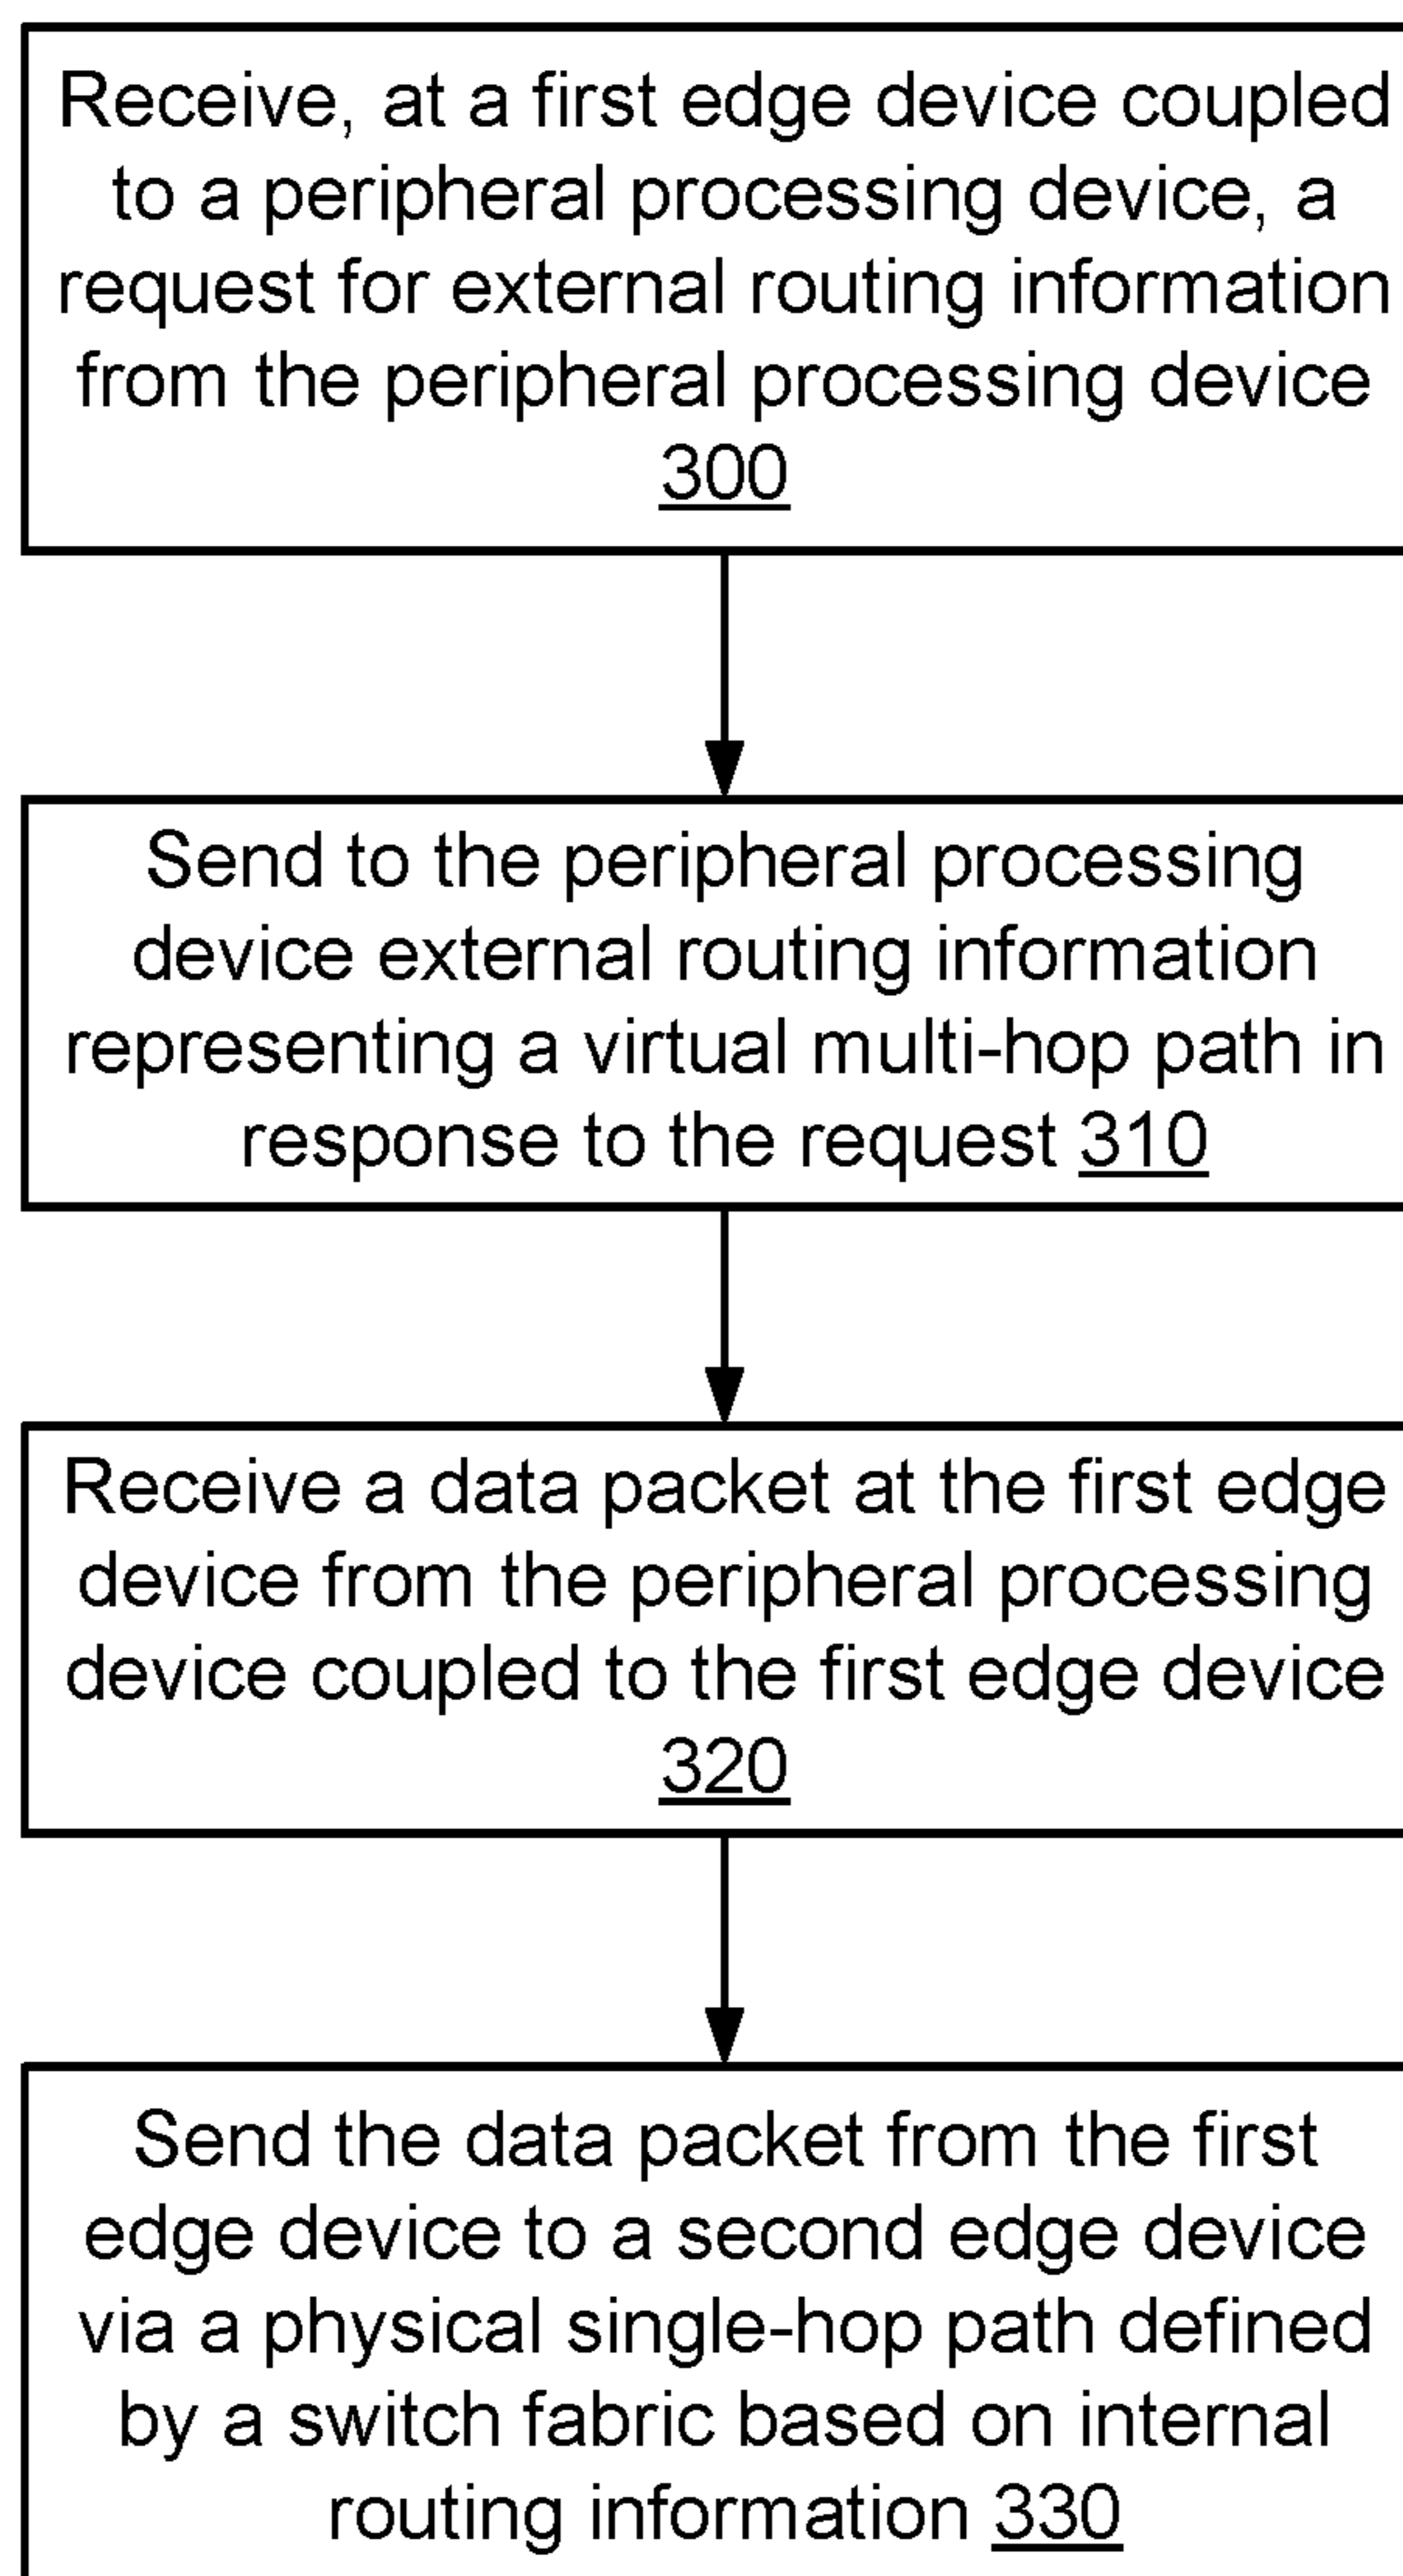 Receive, at a first edge device coupled
to a peripheral processing device, a
request for external routing information
from the peripheral processing device
300
Send to the peripheral processing
device external routing information
representing a virtual multi-hop path in
response to the request 310
Receive a data packet at the first edge
device from the peripheral processing
device coupled to the first edge device
320
Send the data packet from the first
edge device to a second edge device
via a physical single-hop path defined
by a switch fabric based on internal
routing information 330